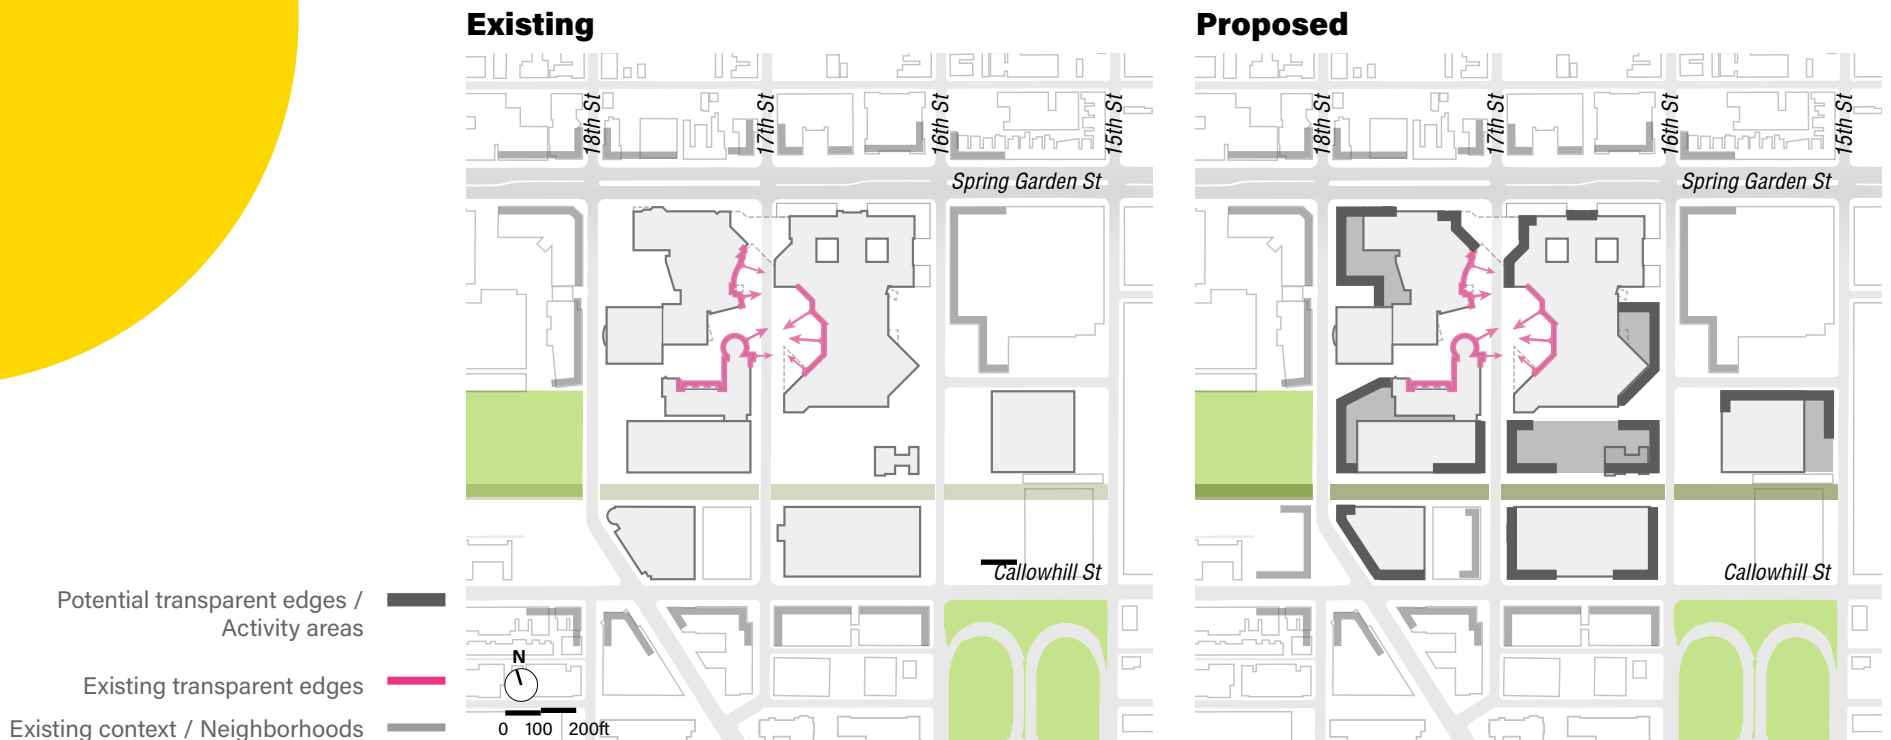 Existing
Proposed
18th St
17th St
16th St
15th St
Spring Garden St
Callowhill St
18th St
17th St
16th St
15th St
Spring Garden St
Callowhill St
Potential transparent edges /
Activity areas
Existing transparent edges
Existing context / Neighborhoods
N
0 100 200ft